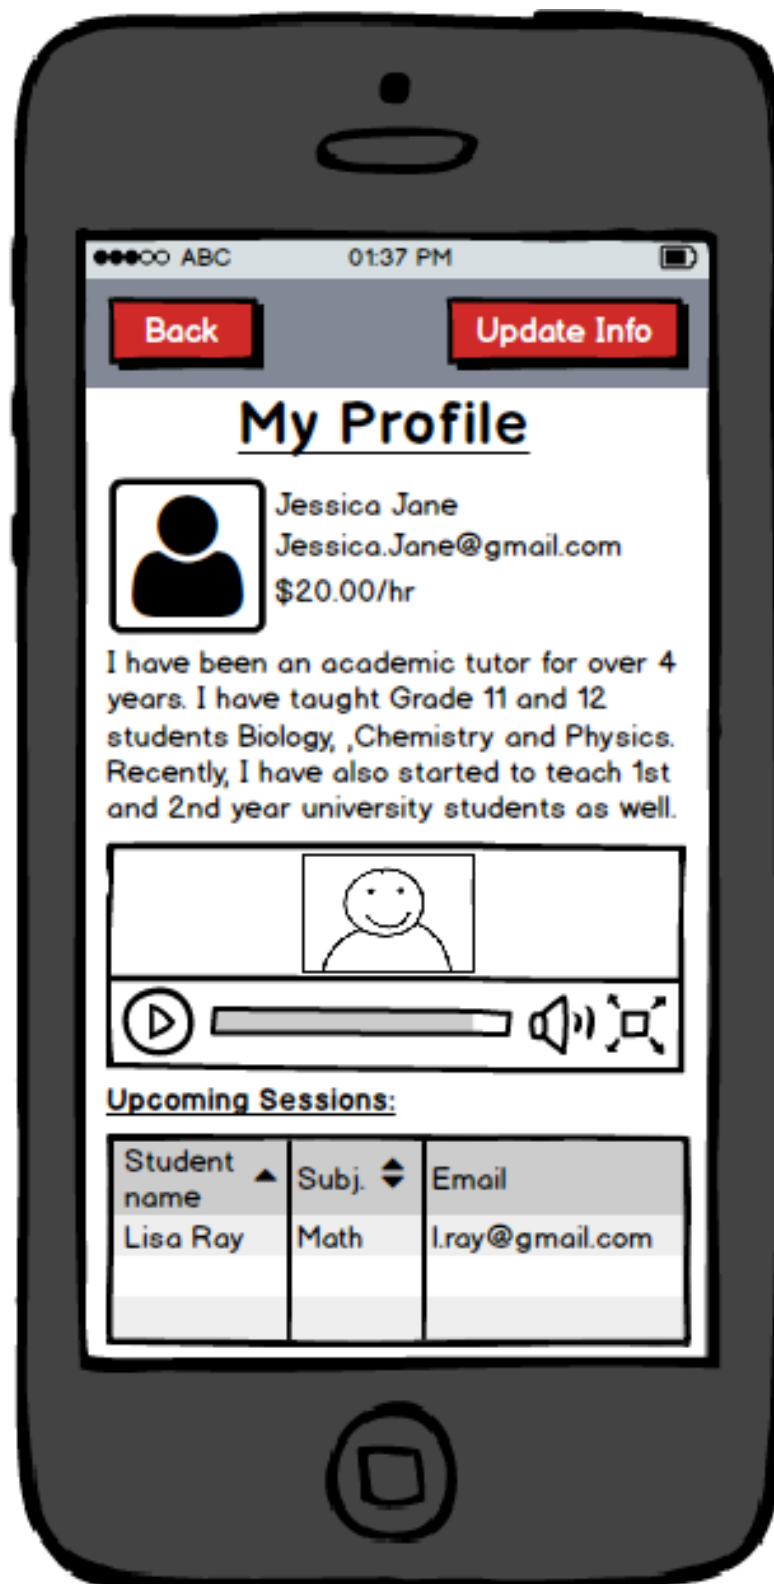 ABC 01:37 PM
Back Update Info
My Profile
Jessica Jane
Jessica.Jane@gmail.com
$20.00/hr
I have been an academic tutor for over 4
years. I have taught Grade 11 and 12
students Biology, ,Chemistry and Physics.
Recently, I have also started to teach 1st
and 2nd year university students as well.
Upcoming Sessions:
Student name Subj. Email
Lisa Ray Math l.ray@gmail.com